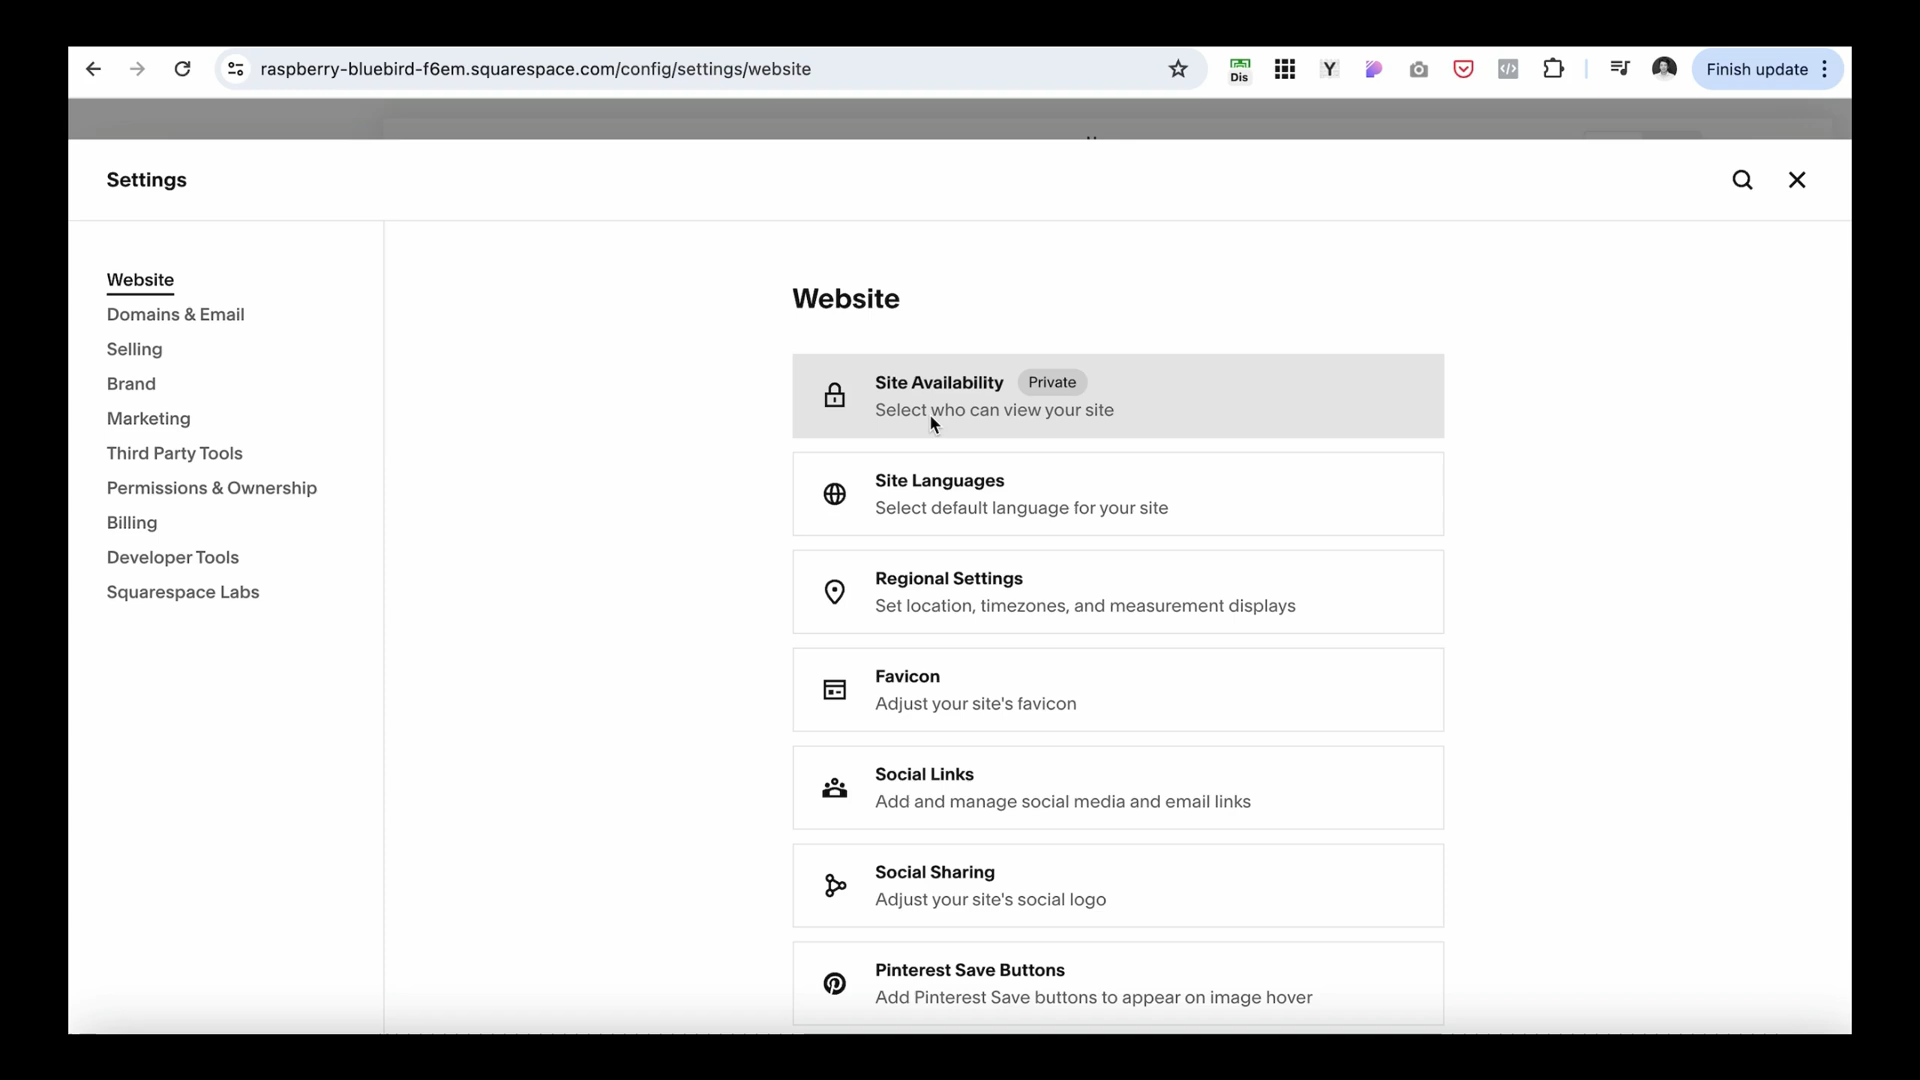 raspberry-bluebird-f6em.squarespace.com/config/settings/website
Dis
Y
Finish update
Settings
Website
Domains & Email
Selling
Brand
Marketing
Third Party Tools
Permissions & Ownership
Billing
Developer Tools
Squarespace Labs
Website
Site Availability Private
Select who can view your site
Site Languages
Select default language for your site
Regional Settings
Set location, timezones, and measurement displays
Favicon
Adjust your site's favicon
Social Links
Add and manage social media and email links
Social Sharing
Adjust your site's social logo
Pinterest Save Buttons
Add Pinterest Save buttons to appear on image hover